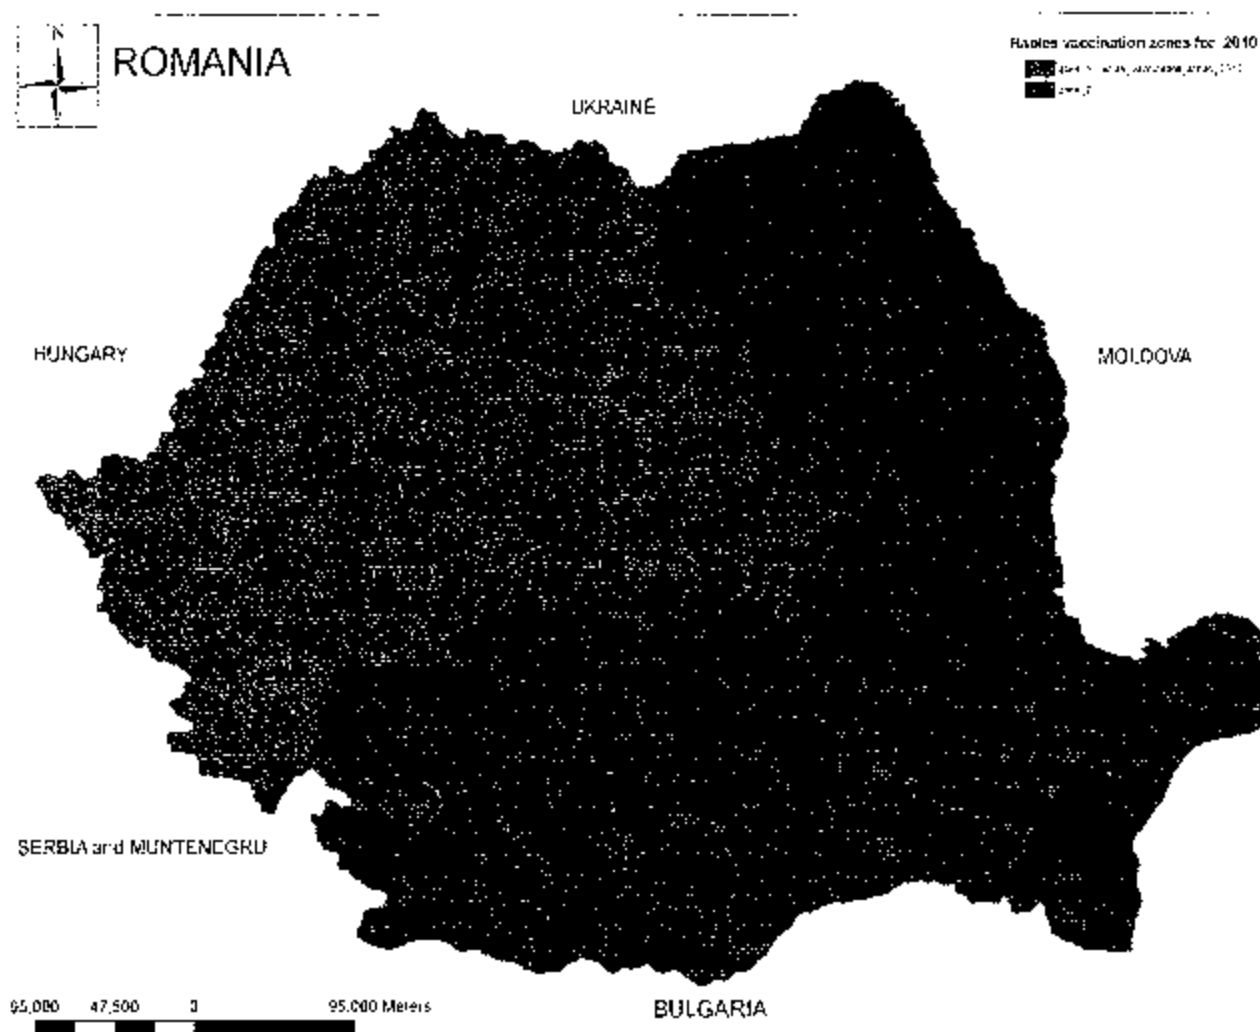 N
ROMANIA
Rabies vaccination zones for 2010
UKRAINE
HUNGARY
MOLDOVA
SERBIA and MUNTENEGRU
BULGARIA
95,000 47,500 0 95,000 Meters